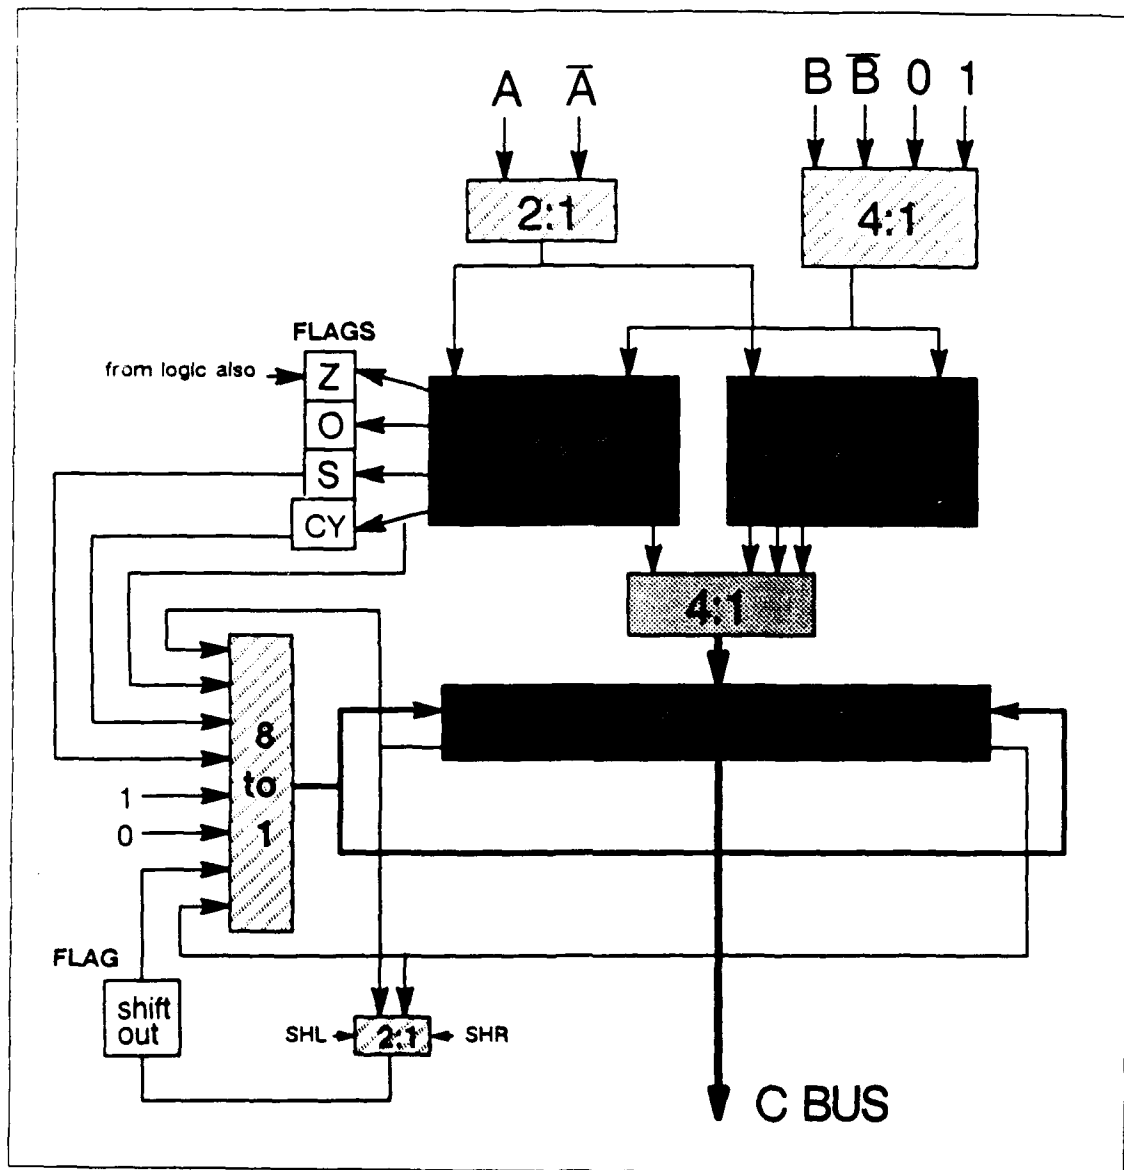 A A̅
B B̅ 0 1
2:1
4:1
FLAGS
from logic also
Z
O
S
CY
4:1
8
to
1
1
0
FLAG
shift
out
SHL
2:1
SHR
C BUS